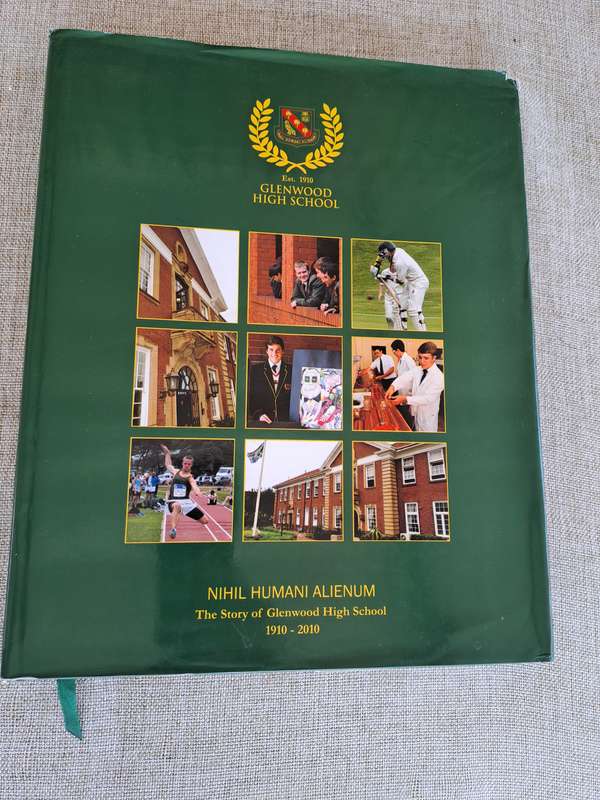 Est. 1910
GLENWOOD
HIGH SCHOOL
NIHIL HUMANI ALIENUM
The Story of Glenwood High School
1910 - 2010